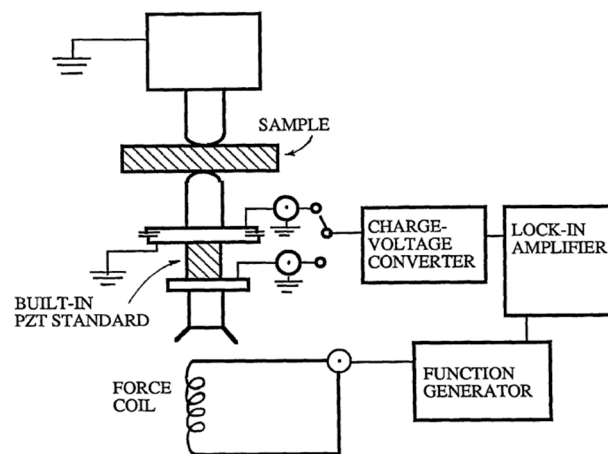 SAMPLE
CHARGE-
VOLTAGE
CONVERTER
LOCK-IN
AMPLIFIER
BUILT-IN
PZT STANDARD
FORCE
COIL
FUNCTION
GENERATOR